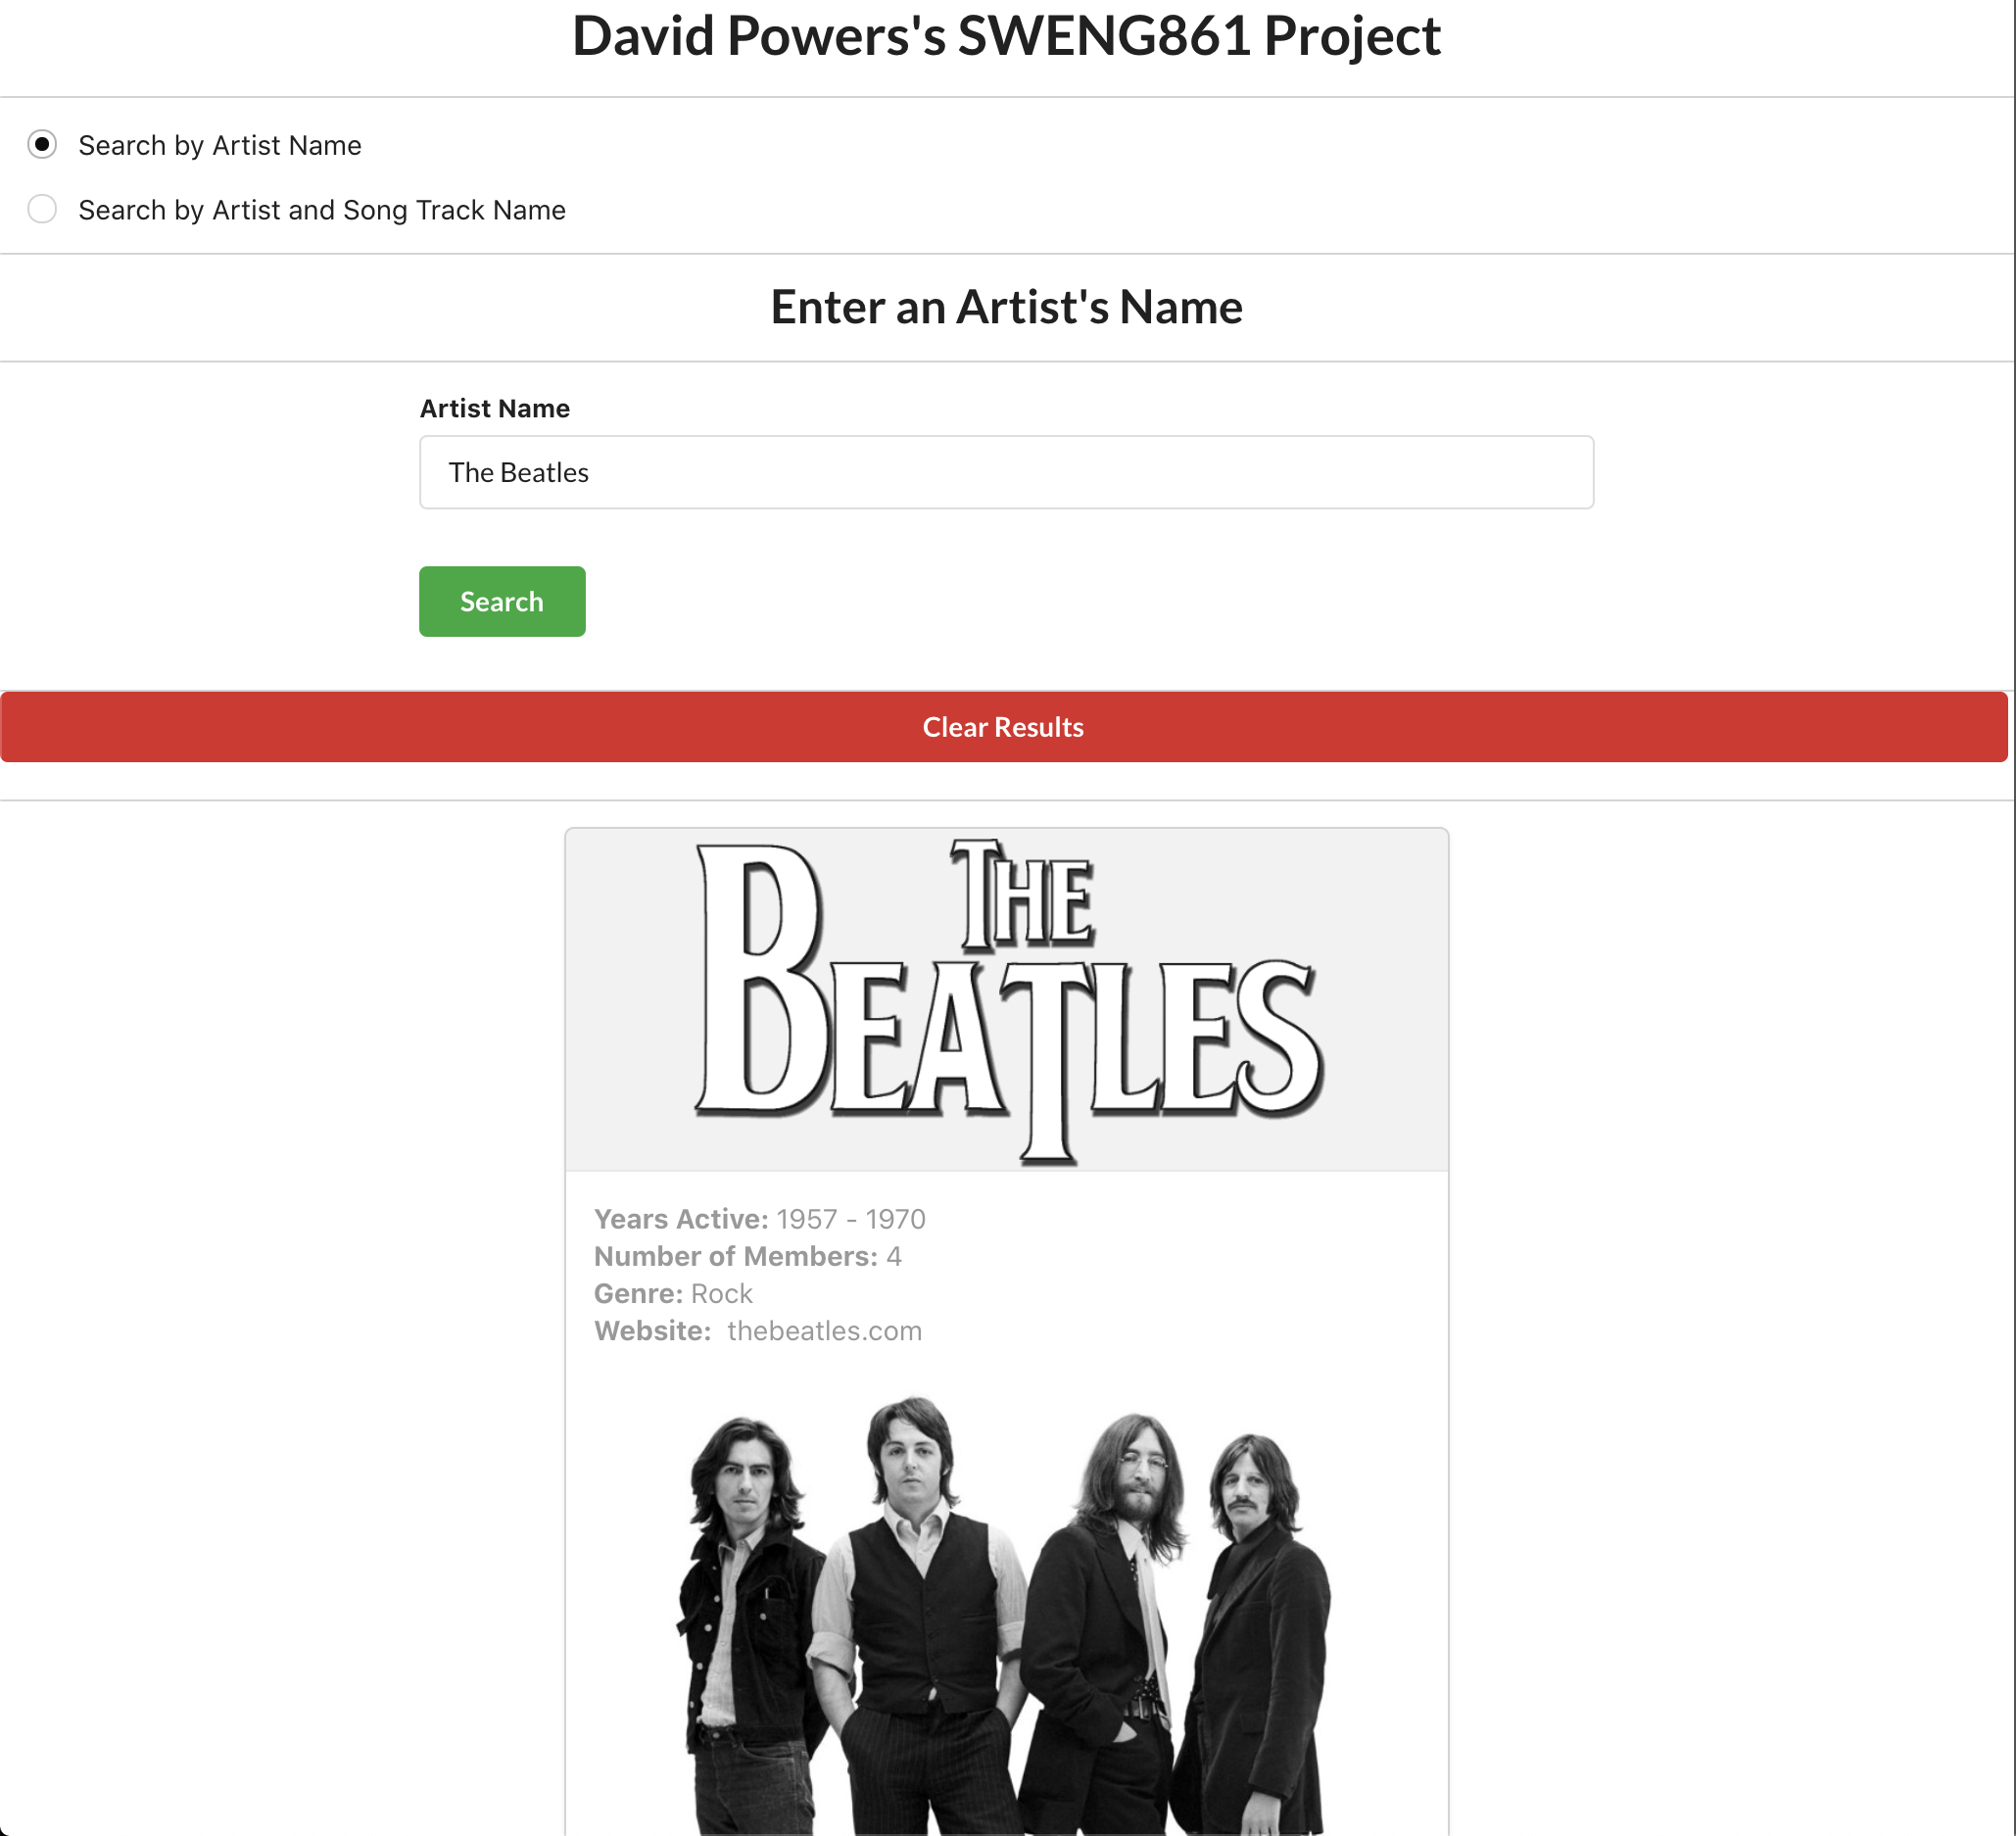 David Powers's SWENG861 Project
Search by Artist Name
Search by Artist and Song Track Name
Enter an Artist's Name
Artist Name
The Beatles
Search
Clear Results
THE
BEATLES
Years Active: 1957 - 1970
Number of Members: 4
Genre: Rock
Website: thebeatles.com